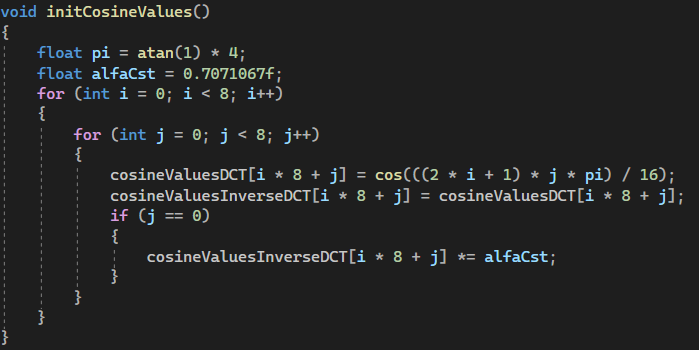 void initCosineValues()
{
    float pi = atan(1) * 4;
    float alfaCst = 0.7071067f;
    for (int i = 0; i < 8; i++)
    {
        for (int j = 0; j < 8; j++)
        {
            cosineValuesDCT[i * 8 + j] = cos(((2 * i + 1) * j * pi) / 16);
            cosineValuesInverseDCT[i * 8 + j] = cosineValuesDCT[i * 8 + j];
            if (j == 0)
            {
                cosineValuesInverseDCT[i * 8 + j] *= alfaCst;
            }
        }
    }
}